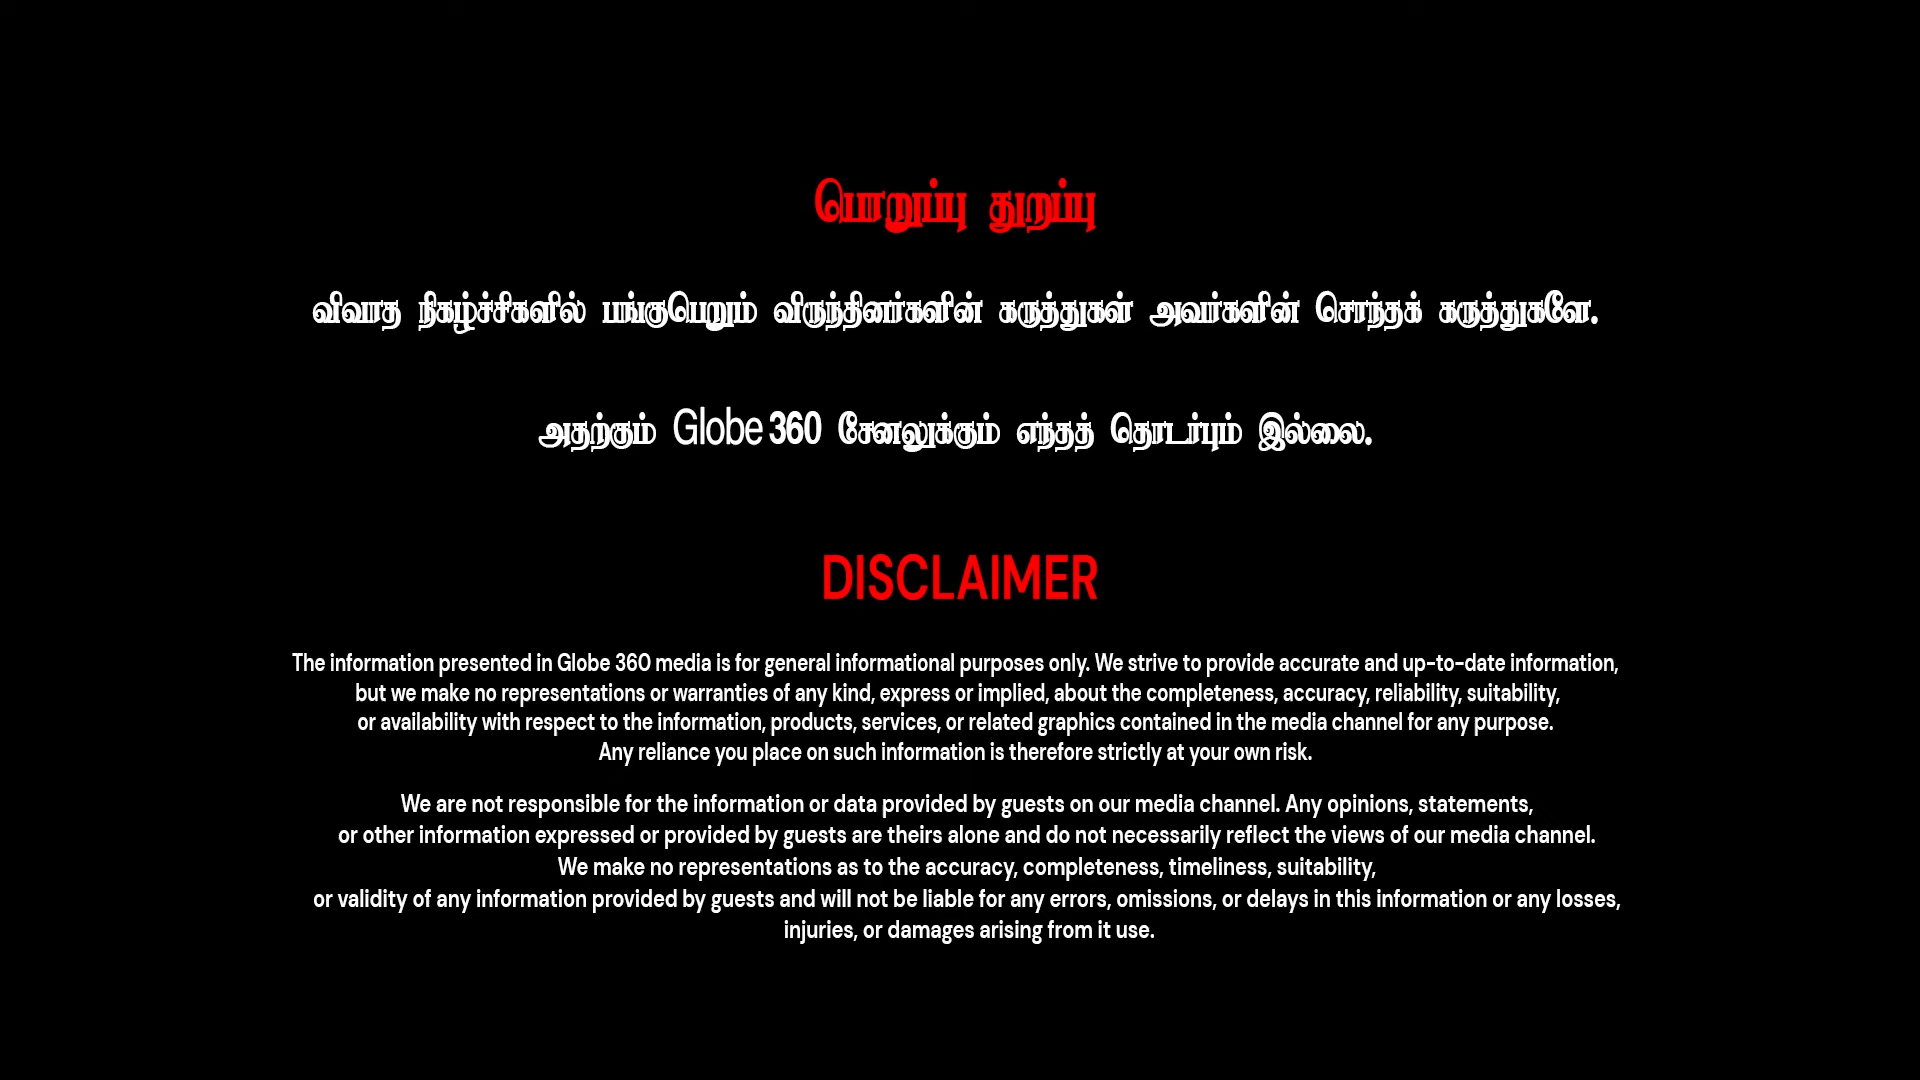 பொறுப்பு துறப்பு
விவாத நிகழ்ச்சிகளில் பங்குபெறும் விருந்தினர்களின் கருத்துகள் அவர்களின் சொந்தக் கருத்துகளே.
அதற்கும் Globe 360 சேனலுக்கும் எந்தத் தொடர்பும் இல்லை.
DISCLAIMER
The information presented in Globe 360 media is for general informational purposes only. We strive to provide accurate and up-to-date information,
but we make no representations or warranties of any kind, express or implied, about the completeness, accuracy, reliability, suitability,
or availability with respect to the information, products, services, or related graphics contained in the media channel for any purpose.
Any reliance you place on such information is therefore strictly at your own risk.
We are not responsible for the information or data provided by guests on our media channel. Any opinions, statements,
or other information expressed or provided by guests are theirs alone and do not necessarily reflect the views of our media channel.
We make no representations as to the accuracy, completeness, timeliness, suitability,
or validity of any information provided by guests and will not be liable for any errors, omissions, or delays in this information or any losses,
injuries, or damages arising from it use.